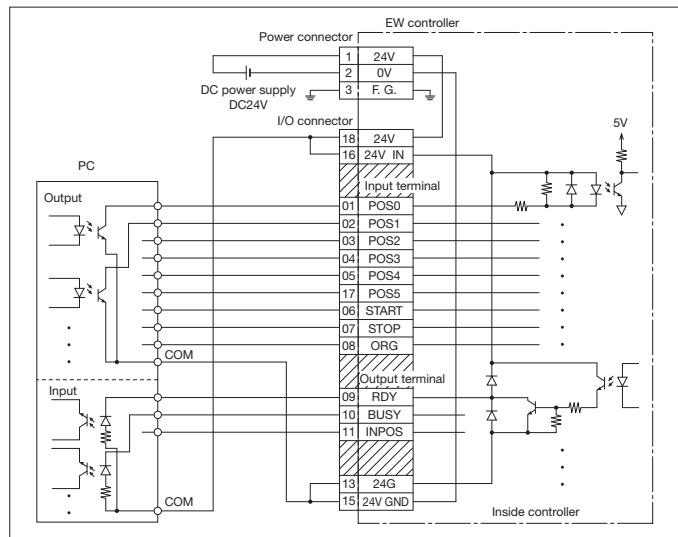 EW controller
Power connector
1 24V
2 0V
3 F. G.
DC power supply
DC24V
I/O connector
18 24V
16 24V IN
5V
PC
Input terminal
Output
01 POS0
02 POS1
03 POS2
04 POS3
05 POS4
17 POS5
06 START
07 STOP
08 ORG
COM
Output terminal
Input
09 RDY
10 BUSY
11 INPOS
13 24G
COM
15 24V GND
Inside controller